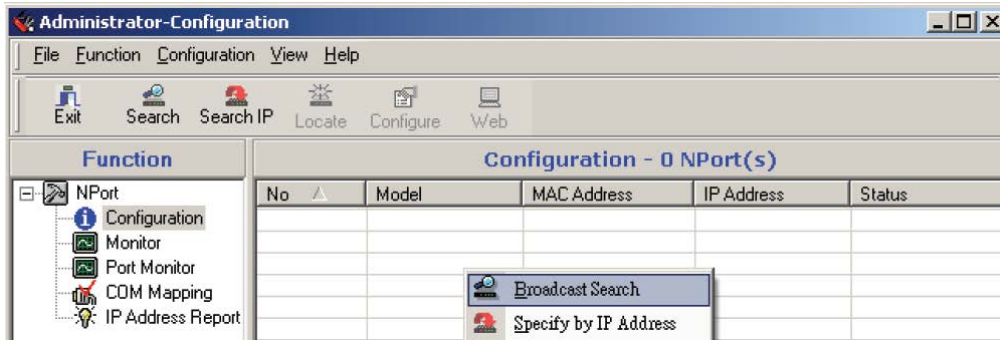 Administrator-Configuration
File Function Configuration View Help
Exit Search Search IP Locate Configure Web
Function
Configuration - 0 NPort(s)
No Model MAC Address IP Address Status
NPort
Configuration
Monitor
Port Monitor
COM Mapping
IP Address Report
Broadcast Search
Specify by IP Address